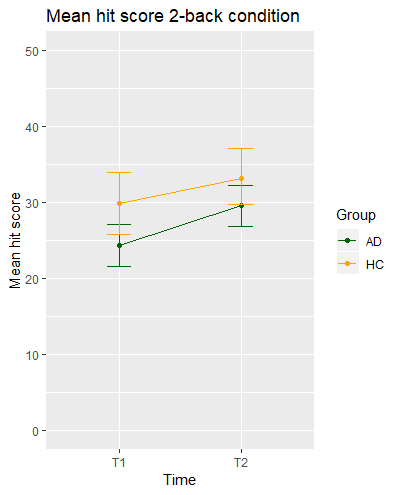 Mean hit score 2-back condition
50
40
30
20
10
0
Mean hit score
T1
T2
Time
Group
AD
HC